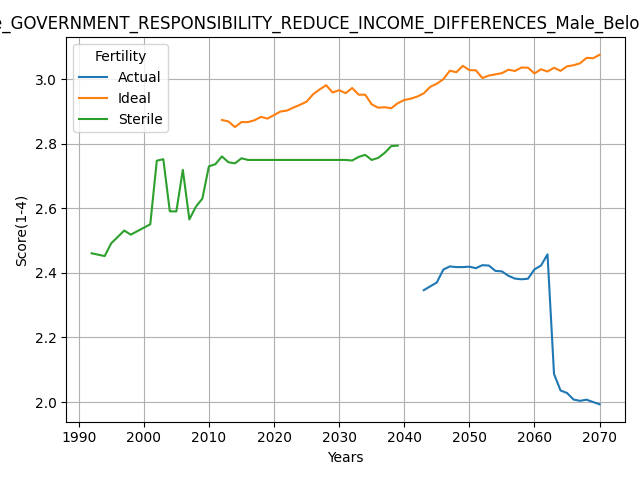 e_GOVERNMENT_RESPONSIBILITY_REDUCE_INCOME_DIFFERENCES_Male_Belo
Fertility
Actual
Ideal
Sterile
Score(1-4)
3.0
2.8
2.6
2.4
2.2
2.0
1990 2000 2010 2020 2030 2040 2050 2060 2070
Years